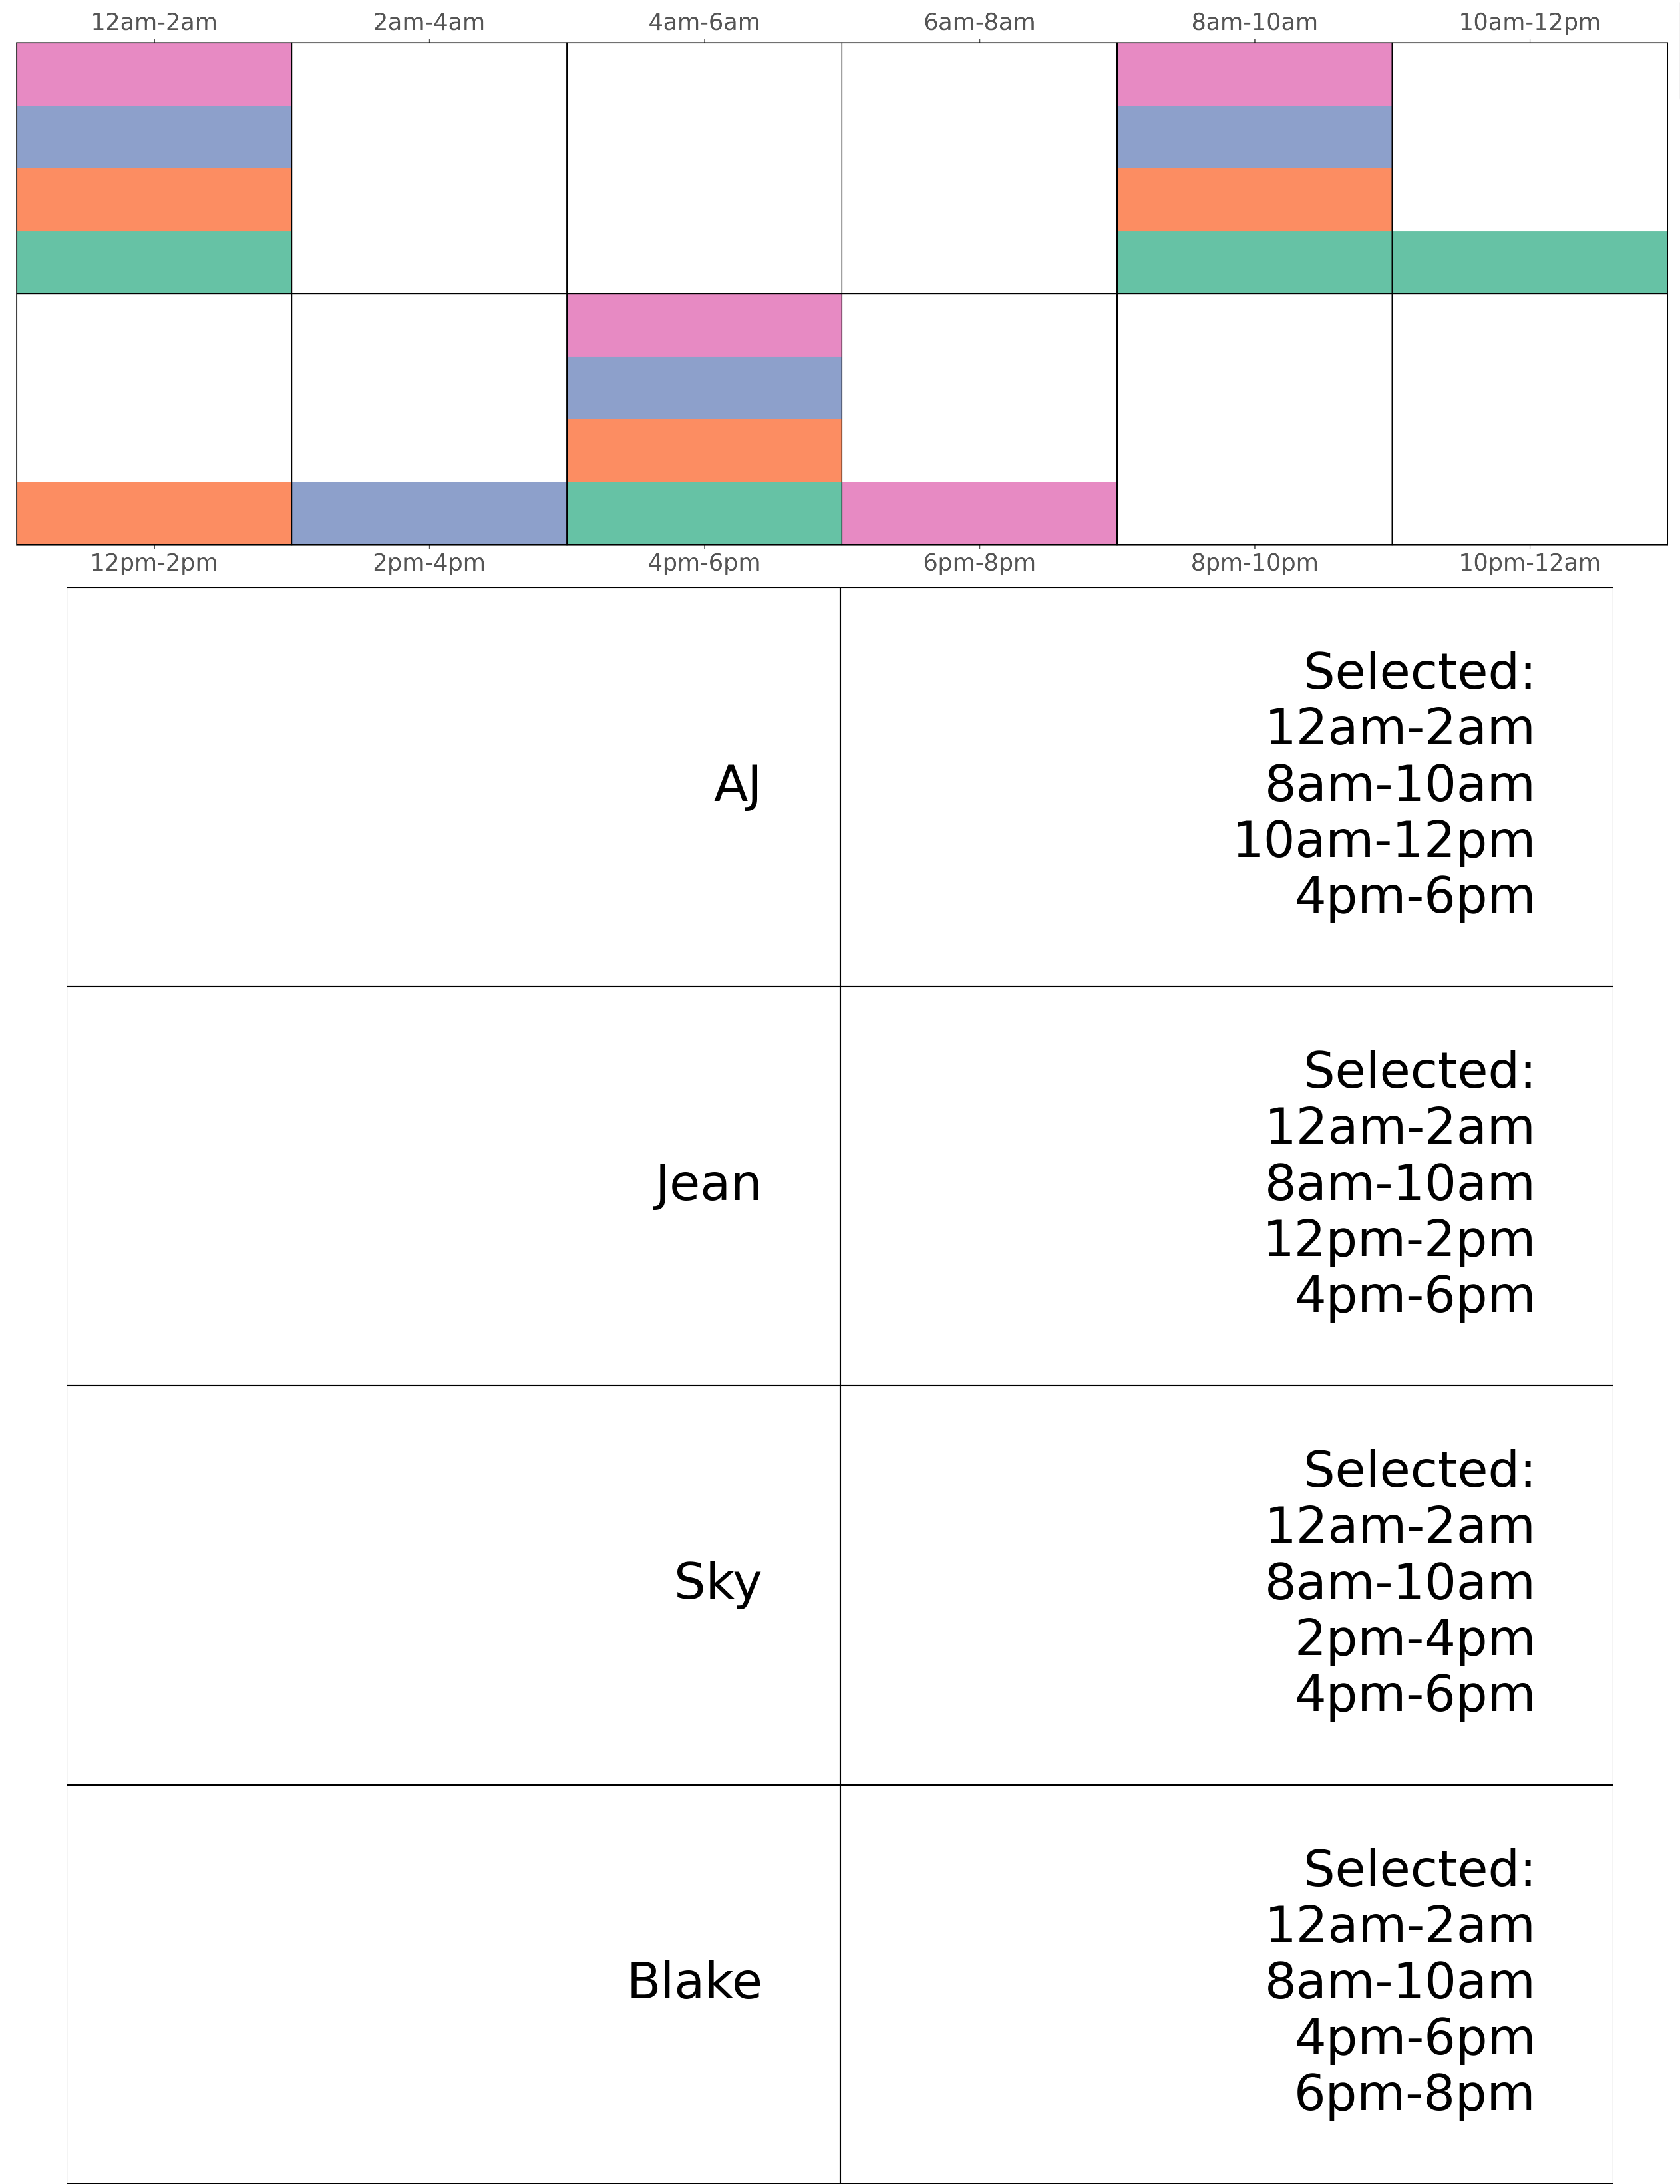 12am-2am 2am-4am 4am-6am 6am-8am 8am-10am 10am-12pm
12pm-2pm 2pm-4pm 4pm-6pm 6pm-8pm 8pm-10pm 10pm-12am
AJ
Selected:
12am-2am
8am-10am
10am-12pm
4pm-6pm
Jean
Selected:
12am-2am
8am-10am
12pm-2pm
4pm-6pm
Sky
Selected:
12am-2am
8am-10am
2pm-4pm
4pm-6pm
Blake
Selected:
12am-2am
8am-10am
4pm-6pm
6pm-8pm